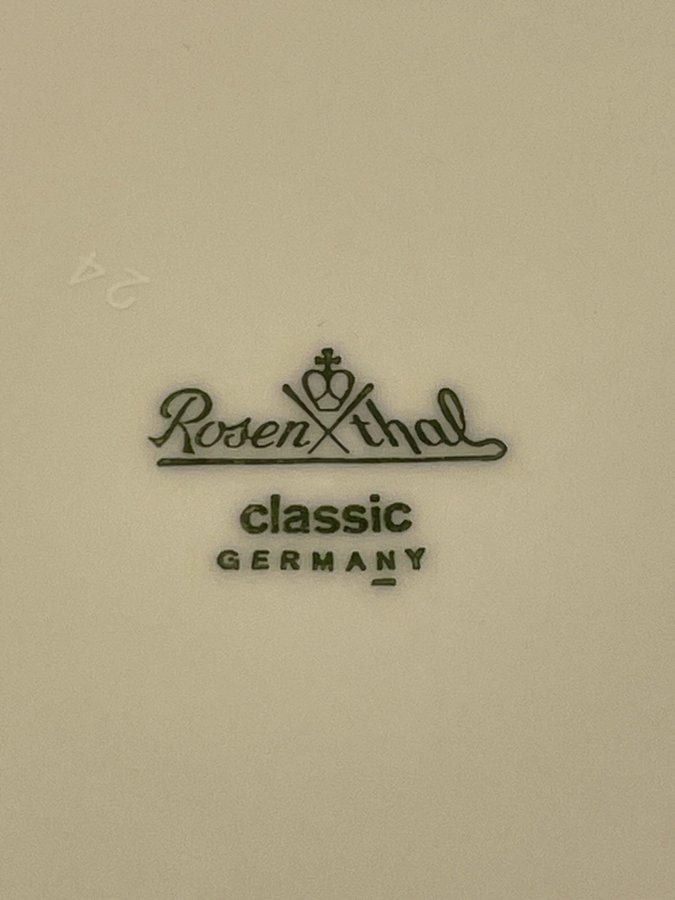 24
Rosenthal
classic
GERMANY